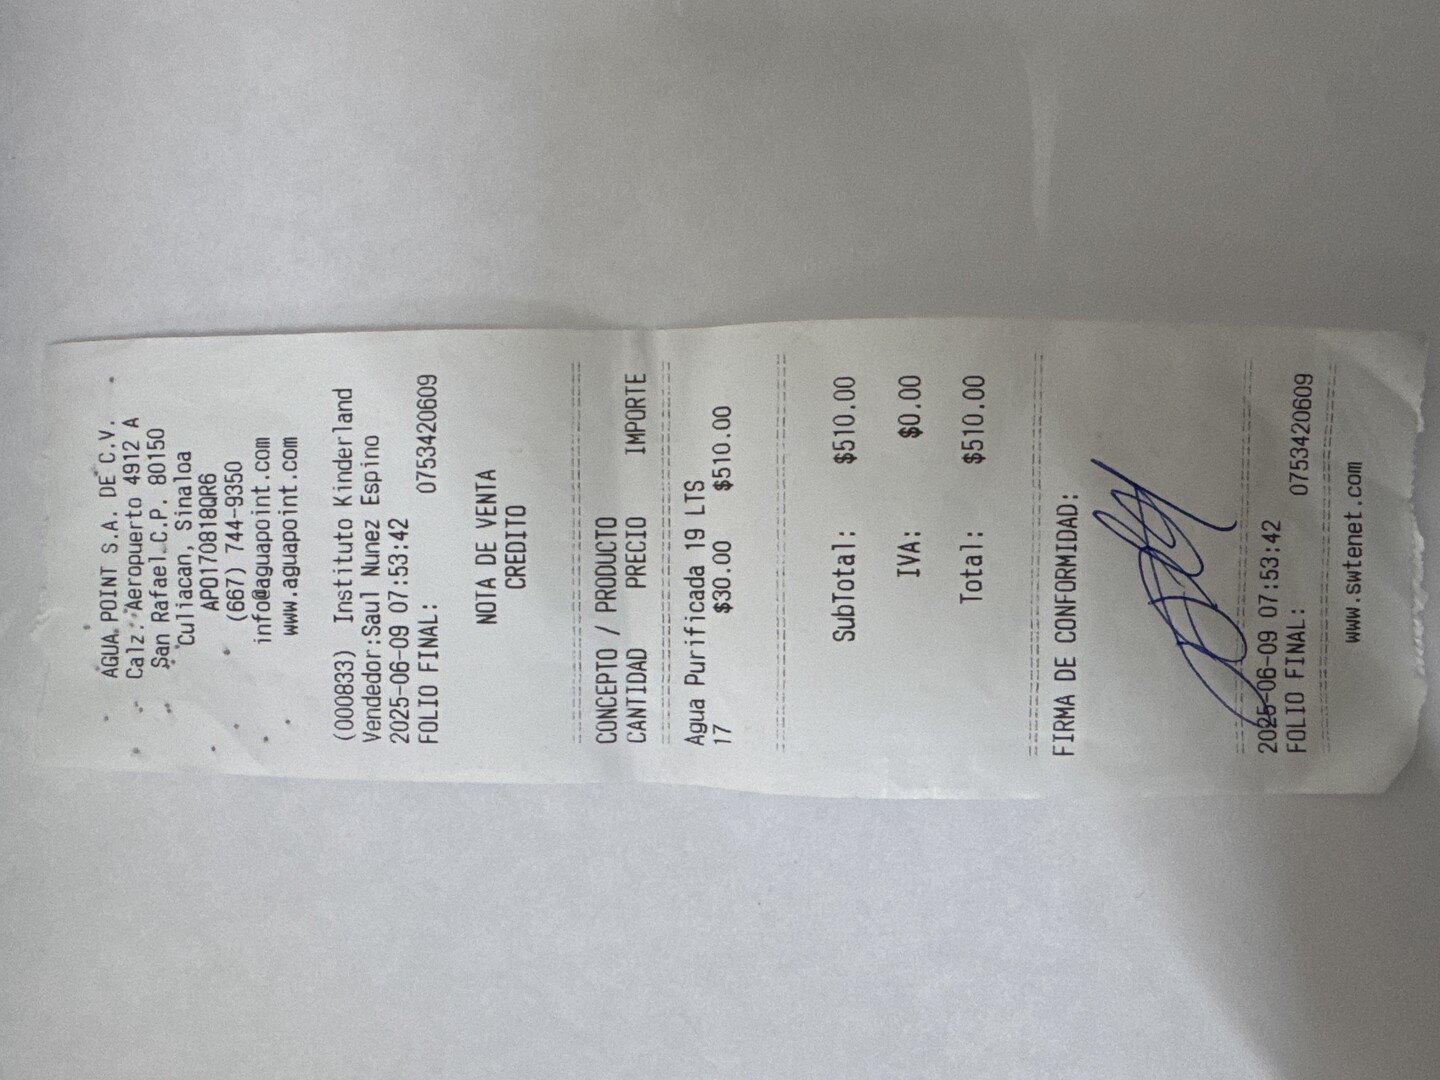 AGUA POINT S.A. DE C.V.
Calz. Aeropuerto 4912 A
San Rafael C.P. 80150
Culiacan, Sinaloa
APO170818QR6
(667) 744-9350
info@aguapoint.com
www.aguapoint.com
(000833) Instituto Kinderland
Vendedor:Saul Nunez Espino
2025-06-09 07:53:42
FOLIO FINAL: 0753420609
NOTA DE VENTA
CREDITO
CONCEPTO / PRODUCTO
CANTIDAD PRECIO IMPORTE
Agua Purificada 19 LTS
17 $30.00 $510.00
SubTotal: $510.00
IVA: $0.00
Total: $510.00
FIRMA DE CONFORMIDAD:
2025-06-09 07:53:42
FOLIO FINAL: 0753420609
www.swtenet.com